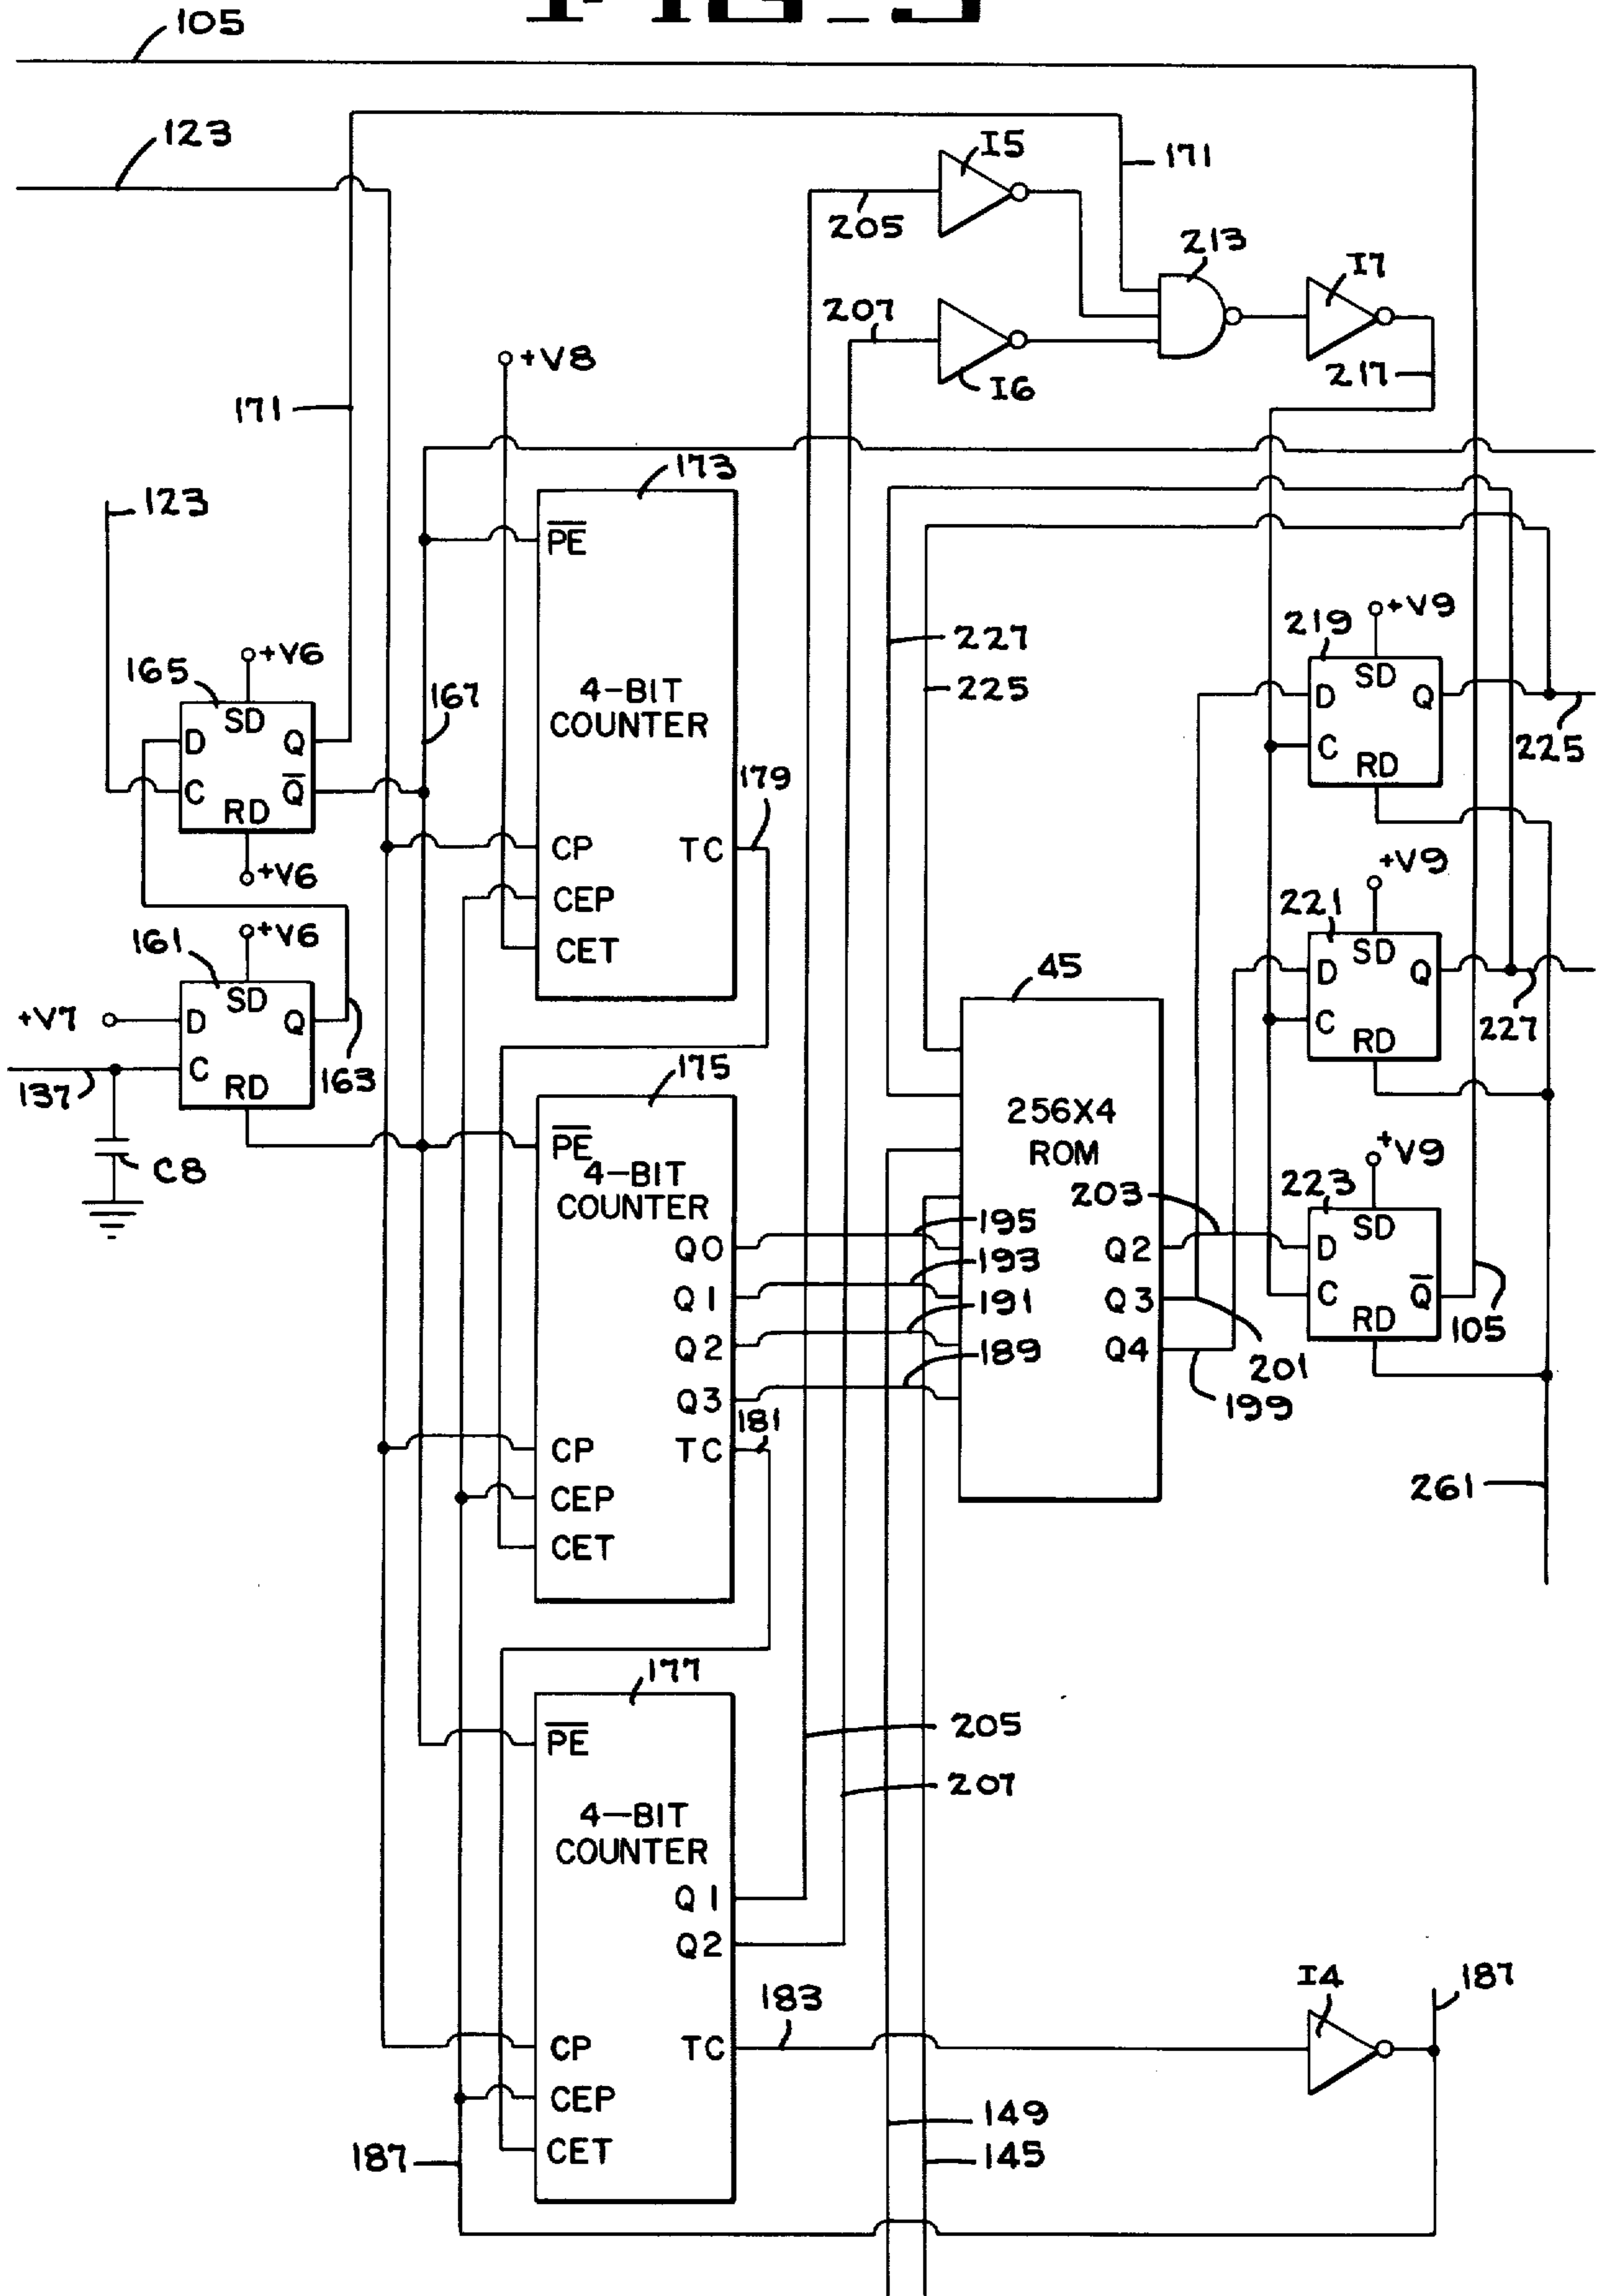 105
123
I5
171
205
213
I7
207
+V8
I6
217
171
173
123
PE
219
+V9
227
+V6
165
SD
4-BIT
167
225
D
Q
SD
COUNTER
D
Q
C
225
179
RD
C
Q
RD
CP
TC
+V9
+V6
CEP
221
161
+V6
CET
45
SD
D
Q
SD
+V7
D
Q
C
227
175
C
RD
163
137
RD
256X4
PE
ROM
+V9
C8
4-BIT
223
203
COUNTER
195
SD
Q0
Q2
D
193
Q1
Q3
C
Q
191
RD
Q2
189
Q4
105
201
Q3
181
199
CP
TC
261
CEP
CET
177
205
PE
207
4-BIT
COUNTER
Q1
Q2
I4
187
183
CP
TC
CEP
149
187
CET
145